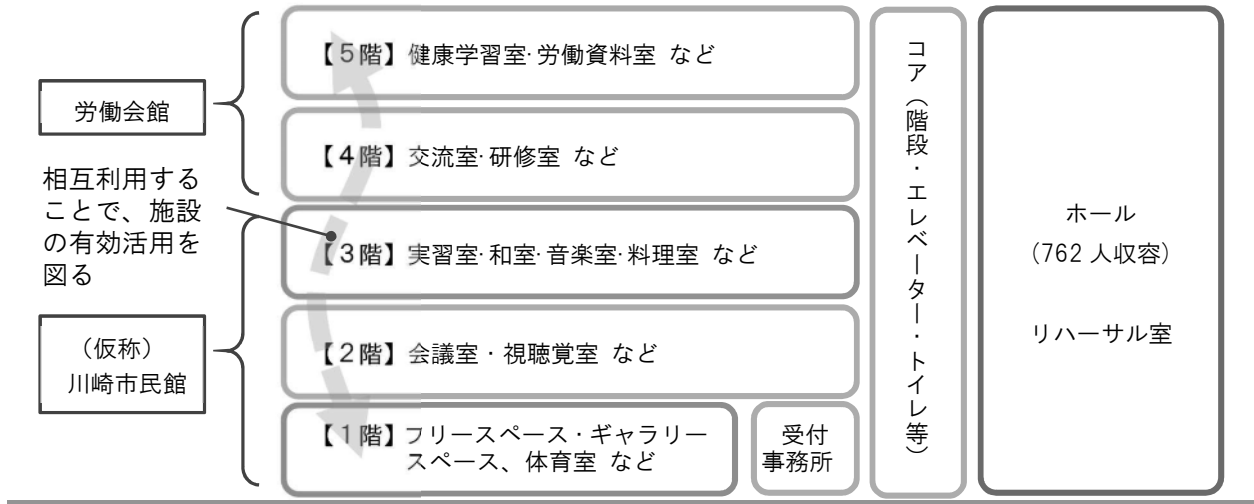 労働会館
相互利用する
ことで、施設
の有効活用を
図る
（仮称）
川崎市民館
【５階】健康学習室･労働資料室 など
【４階】交流室･研修室 など
【３階】実習室･和室･音楽室･料理室 など
【２階】会議室・視聴覚室 など
【１階】フリースペース・ギャラリー
スペース、体育室 など
受付
事務所
コア（階段・エレベーター・トイレ等）
ホール
（762 人収容）
リハーサル室